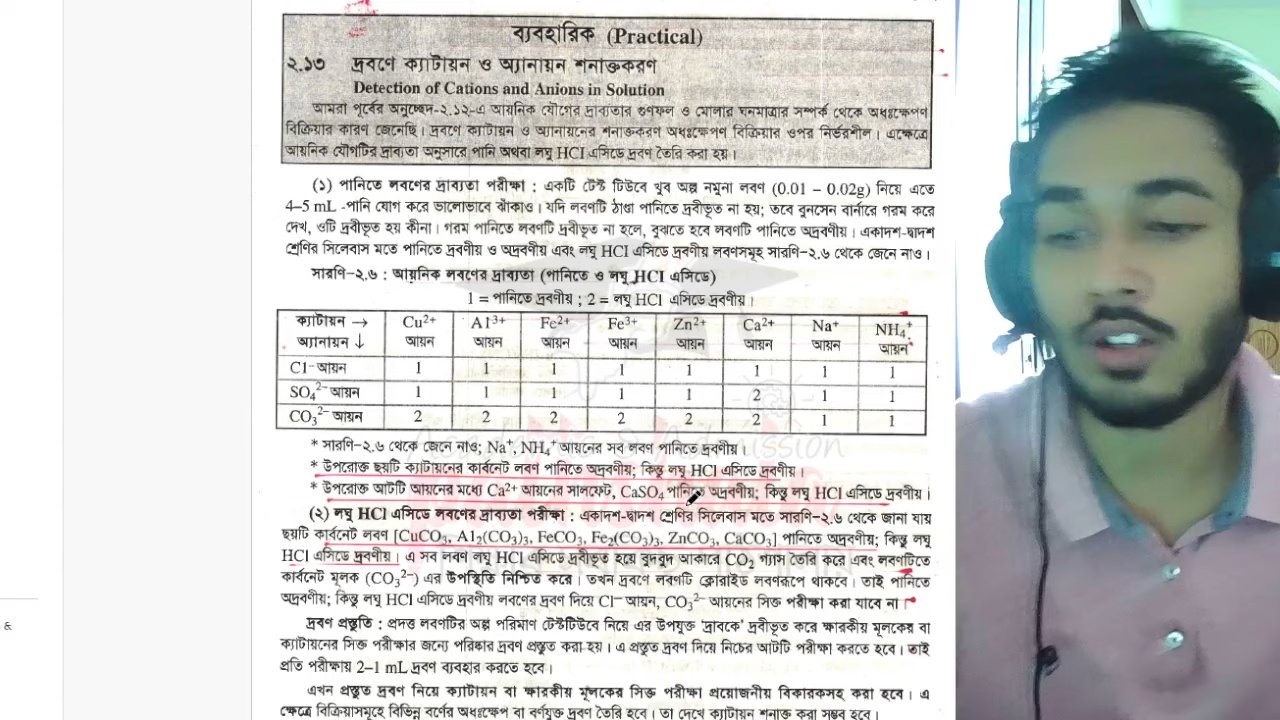 ব্যবহারিক (Practical)
২.১৩ দ্রবণে ক্যাটায়ন ও অ্যানায়ন শনাক্তকরণ
Detection of Cations and Anions in Solution
আমরা পূর্বের অনুচ্ছেদ-২.১২-এ আয়নিক যৌগের দ্রাব্যতার গুণফল ও মোলার ঘনমাত্রার সম্পর্ক থেকে অধঃক্ষেপণ
বিক্রিয়ার কারণ জেনেছি। দ্রবণে ক্যাটায়ন ও অ্যানায়নের শনাক্তকরণ অধঃক্ষেপণ বিক্রিয়ার ওপর নির্ভরশীল। এক্ষেত্রে
আয়নিক যৌগটির দ্রাব্যতা অনুসারে পানি অথবা লঘু HCl এসিডে দ্রবণ তৈরি করা হয়।
(১) পানিতে লবণের দ্রাব্যতা পরীক্ষা : একটি টেস্ট টিউবে খুব অল্প নমুনা লবণ (0.01 – 0.02g) নিয়ে এতে
4–5 mL -পানি যোগ করে ভালোভাবে ঝাঁকাও। যদি লবণটি ঠাণ্ডা পানিতে দ্রবীভূত না হয়; তবে বুনসেন বার্নারে গরম করে
দেখ, ওটি দ্রবীভূত হয় কীনা। গরম পানিতে লবণটি দ্রবীভূত না হলে, বুঝতে হবে লবণটি পানিতে অদ্রবণীয়। একাদশ-দ্বাদশ
শ্রেণির সিলেবাস মতে পানিতে দ্রবণীয় ও অদ্রবণীয় এবং লঘু HCl এসিডে দ্রবণীয় লবণসমূহ সারণি-২.৬ থেকে জেনে নাও।
সারণি-২.৬ : আয়নিক লবণের দ্রাব্যতা (পানিতে ও লঘু HCl এসিডে)
1 = পানিতে দ্রবণীয় ; 2 = লঘু HCl এসিডে দ্রবণীয়।
ক্যাটায়ন → Cu²⁺ Al³⁺ Fe²⁺ Fe³⁺ Zn²⁺ Ca²⁺ Na⁺ NH₄⁺
অ্যানায়ন ↓ আয়ন আয়ন আয়ন আয়ন আয়ন আয়ন আয়ন আয়ন
Cl⁻ আয়ন 1 1 1 1 1 1 1 1
SO₄²⁻ আয়ন 1 1 1 1 1 2 1 1
CO₃²⁻ আয়ন 2 2 2 2 2 2 1 1
* সারণি-২.৬ থেকে জেনে নাও; Na⁺, NH₄⁺ আয়নের সব লবণ পানিতে দ্রবণীয়।
* উপরোক্ত ছয়টি ক্যাটায়নের কার্বনেট লবণ পানিতে অদ্রবণীয়; কিন্তু লঘু HCl এসিডে দ্রবণীয়।
* উপরোক্ত আটটি আয়নের মধ্যে Ca²⁺ আয়নের সালফেট, CaSO₄ পানিতে অদ্রবণীয়; কিন্তু লঘু HCl এসিডে দ্রবণীয়।
(২) লঘু HCl এসিডে লবণের দ্রাব্যতা পরীক্ষা : একাদশ-দ্বাদশ শ্রেণির সিলেবাস মতে সারণি-২.৬ থেকে জানা যায়
ছয়টি কার্বনেট লবণ [CuCO₃, Al₂(CO₃)₃, FeCO₃, Fe₂(CO₃)₃, ZnCO₃, CaCO₃] পানিতে অদ্রবণীয়; কিন্তু লঘু
HCl এসিডে দ্রবণীয়। এ সব লবণ লঘু HCl এসিডে দ্রবীভূত হয়ে বুদবুদ আকারে CO₂ গ্যাস তৈরি করে এবং লবণটিতে
কার্বনেট মূলক (CO₃²⁻) এর উপস্থিতি নিশ্চিত করে। তখন দ্রবণে লবণটি ক্লোরাইড লবণরূপে থাকবে। তাই পানিতে
অদ্রবণীয়; কিন্তু লঘু HCl এসিডে দ্রবণীয় লবণের দ্রবণ দিয়ে Cl⁻ আয়ন, CO₃²⁻ আয়নের সিক্ত পরীক্ষা করা যাবে না।
দ্রবণ প্রস্তুতি : প্রদত্ত লবণটির অল্প পরিমাণ টেস্টটিউবে নিয়ে এর উপযুক্ত 'দ্রাবকে' দ্রবীভূত করে ক্ষারকীয় মূলকের বা
ক্যাটায়নের সিক্ত পরীক্ষার জন্যে পরিষ্কার দ্রবণ প্রস্তুত করা হয়। এ প্রস্তুত দ্রবণ দিয়ে নিচের আটটি পরীক্ষা করতে হবে। তাই
প্রতি পরীক্ষায় 2–1 mL দ্রবণ ব্যবহার করতে হবে।
এখন প্রস্তুত দ্রবণ নিয়ে ক্যাটায়ন বা ক্ষারকীয় মূলকের সিক্ত পরীক্ষা প্রয়োজনীয় বিকারকসহ করা হবে। এ
ক্ষেত্রে বিক্রিয়াসমূহে বিভিন্ন বর্ণের অধঃক্ষেপ বা বর্ণযুক্ত দ্রবণ তৈরি হবে। তা দেখে ক্যাটায়ন শনাক্ত করা সম্ভব হবে।
&